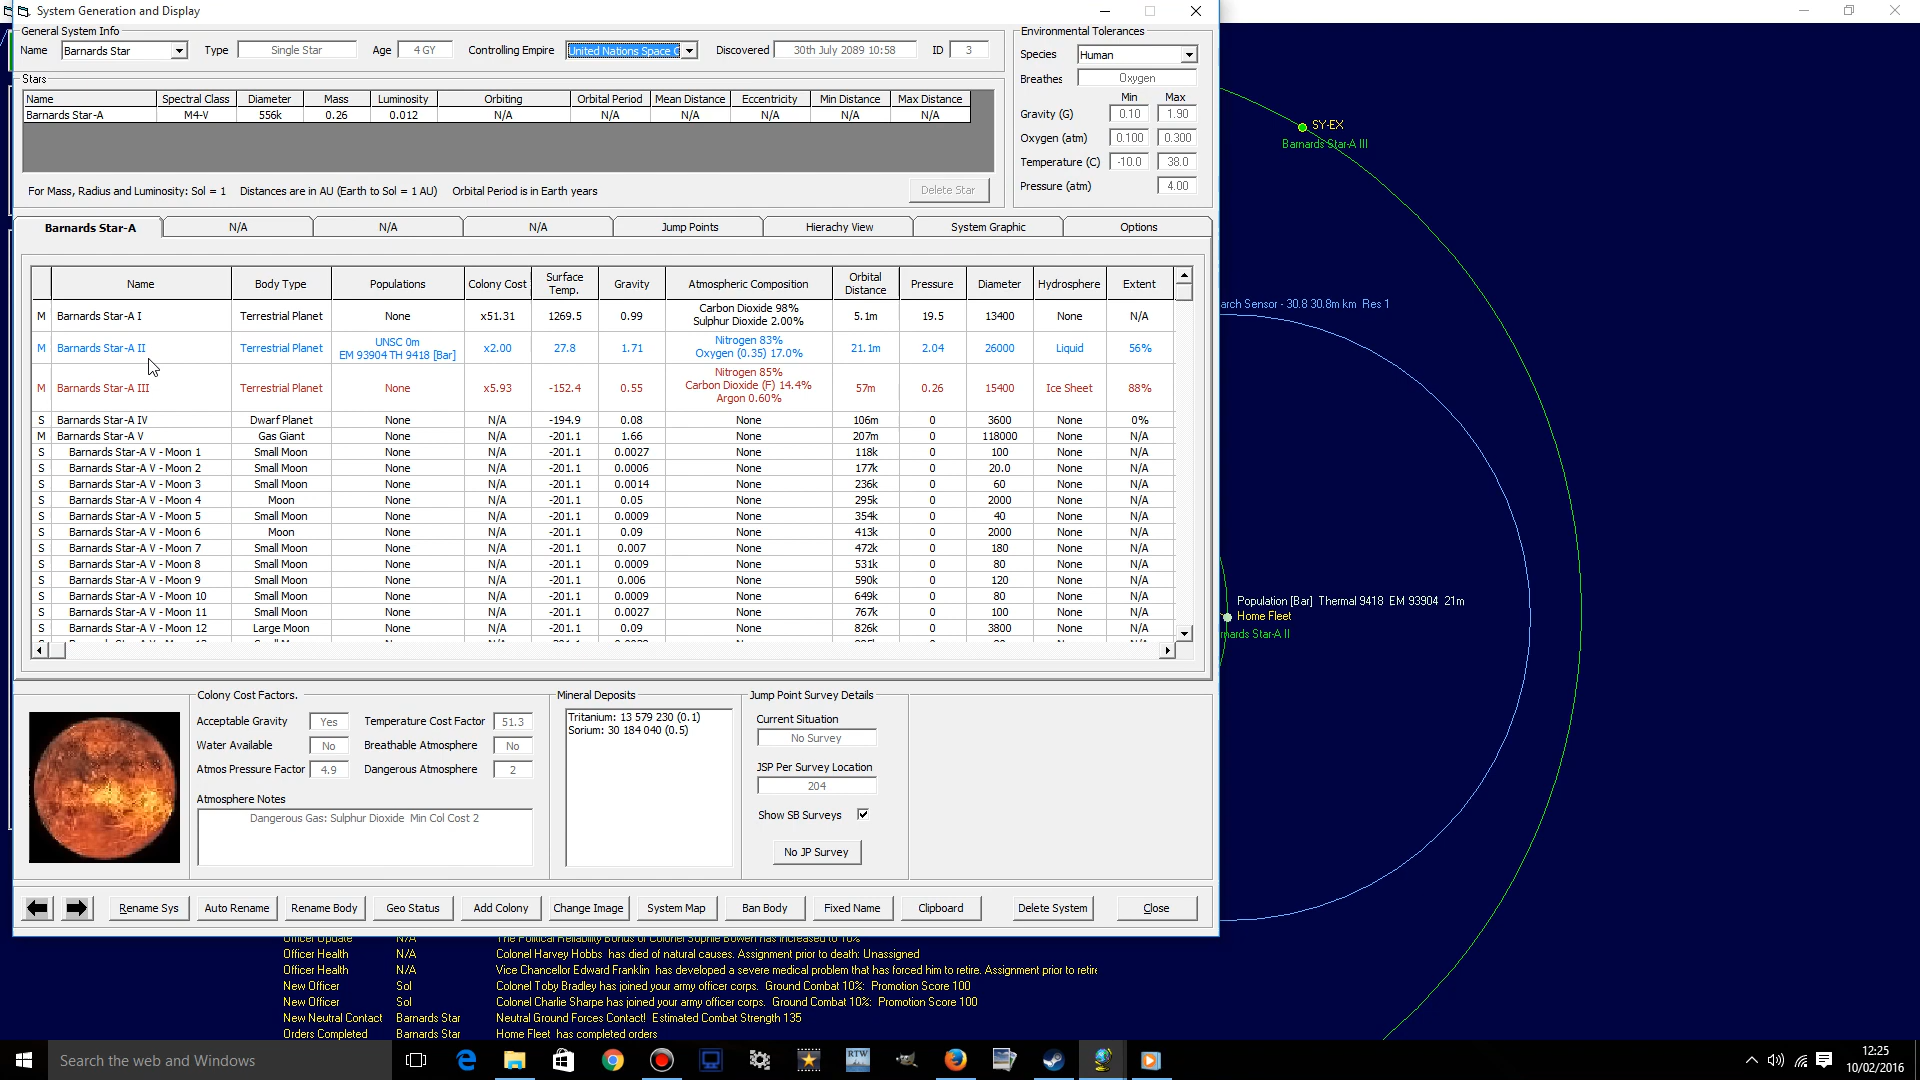 System Generation and Display
General System Info
Name Barnards Star Type Single Star Age 4 GY Controlling Empire United Nations Space C Discovered 30th July 2089 10:58 ID 3
Environmental Tolerances
Species Human
Breathes Oxygen
Min Max
Gravity (G) 0.10 1.90
Oxygen (atm) 0.100 0.300
Temperature (C) -10.0 38.0
Pressure (atm) 4.00
Stars
Name Spectral Class Diameter Mass Luminosity Orbiting Orbital Period Mean Distance Eccentricity Min Distance Max Distance
Barnards Star-A M4-V 556k 0.26 0.012 N/A N/A N/A N/A N/A N/A
For Mass, Radius and Luminosity: Sol = 1 Distances are in AU (Earth to Sol = 1 AU) Orbital Period is in Earth years Delete Star
Barnards Star-A N/A N/A N/A Jump Points Hierachy View System Graphic Options
Name Body Type Populations Colony Cost Surface Temp. Gravity Atmospheric Composition Orbital Distance Pressure Diameter Hydrosphere Extent
M Barnards Star-A I Terrestrial Planet None x51.31 1269.5 0.99 Carbon Dioxide 98% Sulphur Dioxide 2.00% 5.1m 19.5 13400 None N/A
M Barnards Star-A II Terrestrial Planet UNSC 0m EM 93904 TH 9418 [Bar] x2.00 27.8 1.71 Nitrogen 83% Oxygen (0.35) 17.0% 21.1m 2.04 26000 Liquid 56%
M Barnards Star-A III Terrestrial Planet None x5.93 -152.4 0.55 Nitrogen 85% Carbon Dioxide (F) 14.4% Argon 0.60% 57m 0.26 15400 Ice Sheet 88%
S Barnards Star-A IV Dwarf Planet None N/A -194.9 0.08 None 106m 0 3600 None 0%
M Barnards Star-A V Gas Giant None N/A -201.1 1.66 None 207m 0 118000 None N/A
S Barnards Star-A V - Moon 1 Small Moon None N/A -201.1 0.0027 None 118k 0 100 None N/A
S Barnards Star-A V - Moon 2 Small Moon None N/A -201.1 0.0006 None 177k 0 20.0 None N/A
S Barnards Star-A V - Moon 3 Small Moon None N/A -201.1 0.0014 None 236k 0 60 None N/A
S Barnards Star-A V - Moon 4 Moon None N/A -201.1 0.05 None 295k 0 2000 None N/A
S Barnards Star-A V - Moon 5 Small Moon None N/A -201.1 0.0009 None 354k 0 40 None N/A
S Barnards Star-A V - Moon 6 Moon None N/A -201.1 0.09 None 413k 0 2000 None N/A
S Barnards Star-A V - Moon 7 Small Moon None N/A -201.1 0.007 None 472k 0 180 None N/A
S Barnards Star-A V - Moon 8 Small Moon None N/A -201.1 0.0009 None 531k 0 80 None N/A
S Barnards Star-A V - Moon 9 Small Moon None N/A -201.1 0.006 None 590k 0 120 None N/A
S Barnards Star-A V - Moon 10 Small Moon None N/A -201.1 0.0009 None 649k 0 80 None N/A
S Barnards Star-A V - Moon 11 Small Moon None N/A -201.1 0.0027 None 767k 0 100 None N/A
S Barnards Star-A V - Moon 12 Large Moon None N/A -201.1 0.09 None 826k 0 3800 None N/A
Colony Cost Factors.
Acceptable Gravity Yes Temperature Cost Factor 51.3
Water Available No Breathable Atmosphere No
Atmos Pressure Factor 4.9 Dangerous Atmosphere 2
Atmosphere Notes
Dangerous Gas: Sulphur Dioxide Min Col Cost 2
Mineral Deposits
Tritanium: 13 579 230 (0.1)
Sorium: 30 184 040 (0.5)
Jump Point Survey Details
Current Situation
No Survey
JSP Per Survey Location
204
Show SB Surveys
No JP Survey
Rename Sys Auto Rename Rename Body Geo Status Add Colony Change Image System Map Ban Body Fixed Name Clipboard Delete System Close
SY-EX
Barnards Star-A III
arch Sensor - 30.8 30.8m km Res 1
Population [Bar] Thermal 9418 EM 93904 21m
Home Fleet
rnards Star-A II
Officer Update N/A The Political Reliability Bonus of Colonel Sophie Bowen has increased to 10%
Officer Health N/A Colonel Harvey Hobbs has died of natural causes. Assignment prior to death: Unassigned
Officer Health N/A Vice Chancellor Edward Franklin has developed a severe medical problem that has forced him to retire. Assignment prior to retire
New Officer Sol Colonel Toby Bradley has joined your army officer corps. Ground Combat 10%: Promotion Score 100
New Officer Sol Colonel Charlie Sharpe has joined your army officer corps. Ground Combat 10%: Promotion Score 100
New Neutral Contact Barnards Star Neutral Ground Forces Contact! Estimated Combat Strength 135
Orders Completed Barnards Star Home Fleet has completed orders
Search the web and Windows
RTW
12:25
10/02/2016